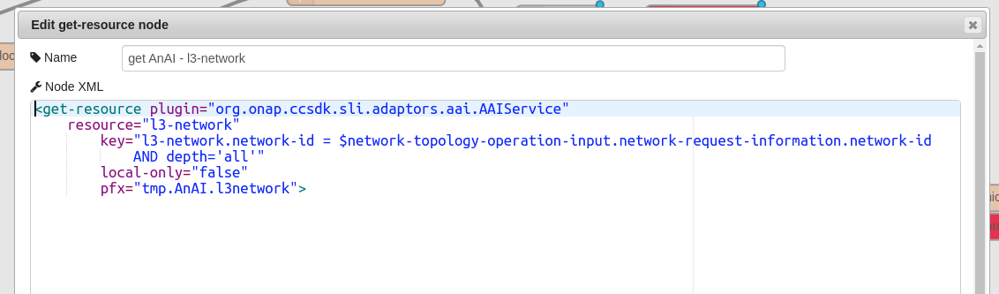 Edit get-resource node
loc
Name
get AnAI - l3-network
Node XML
<get-resource plugin="org.onap.ccsdk.sli.adaptors.aai.AAIService"
resource="l3-network"
key="l3-network.network-id = $network-topology-operation-input.network-request-information.network-id
AND depth='all'"
local-only="false"
pfx="tmp.AnAI.l3network">